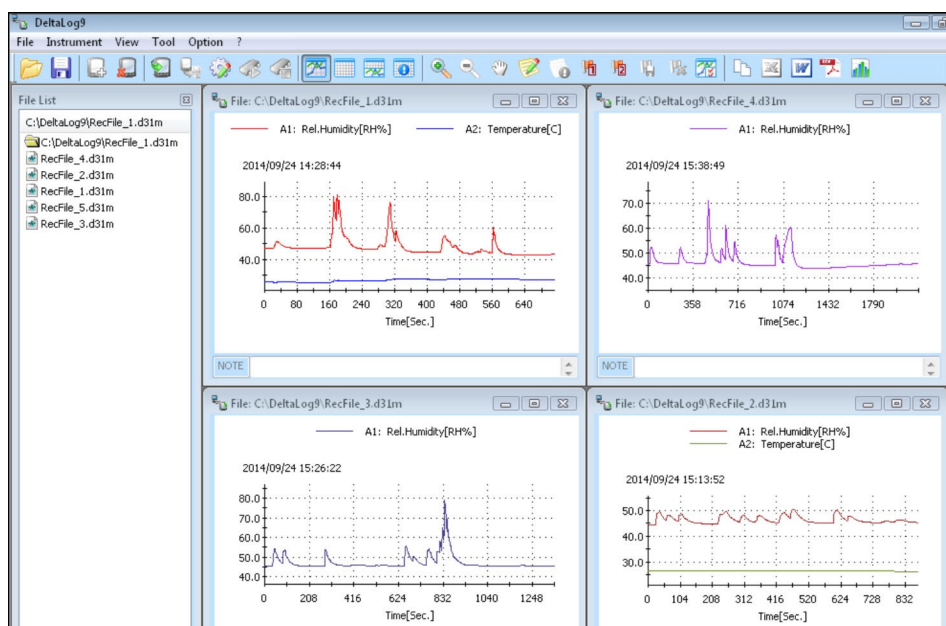 DeltaLog9
File Instrument View Tool Option ?
File List
C:\DeltaLog9\RecFile_1.d31m
C:\DeltaLog9\RecFile_1.d31m
RecFile_4.d31m
RecFile_2.d31m
RecFile_1.d31m
RecFile_5.d31m
RecFile_3.d31m
File: C:\DeltaLog9\RecFile_1.d31m
A1: Rel.Humidity[RH%] A2: Temperature[C]
2014/09/24 14:28:44
80.0
60.0
40.0
0 80 160 240 320 400 480 560 640
Time[Sec.]
NOTE
File: C:\DeltaLog9\RecFile_4.d31m
A1: Rel.Humidity[RH%]
2014/09/24 15:38:49
70.0
60.0
50.0
40.0
0 358 716 1074 1432 1790
Time[Sec.]
NOTE
File: C:\DeltaLog9\RecFile_3.d31m
A1: Rel.Humidity[RH%]
2014/09/24 15:26:22
80.0
70.0
60.0
50.0
40.0
0 208 416 624 832 1040 1248
Time[Sec.]
File: C:\DeltaLog9\RecFile_2.d31m
A1: Rel.Humidity[RH%]
A2: Temperature[C]
2014/09/24 15:13:52
50.0
30.0
0 104 208 312 416 520 624 728 832
Time[Sec.]